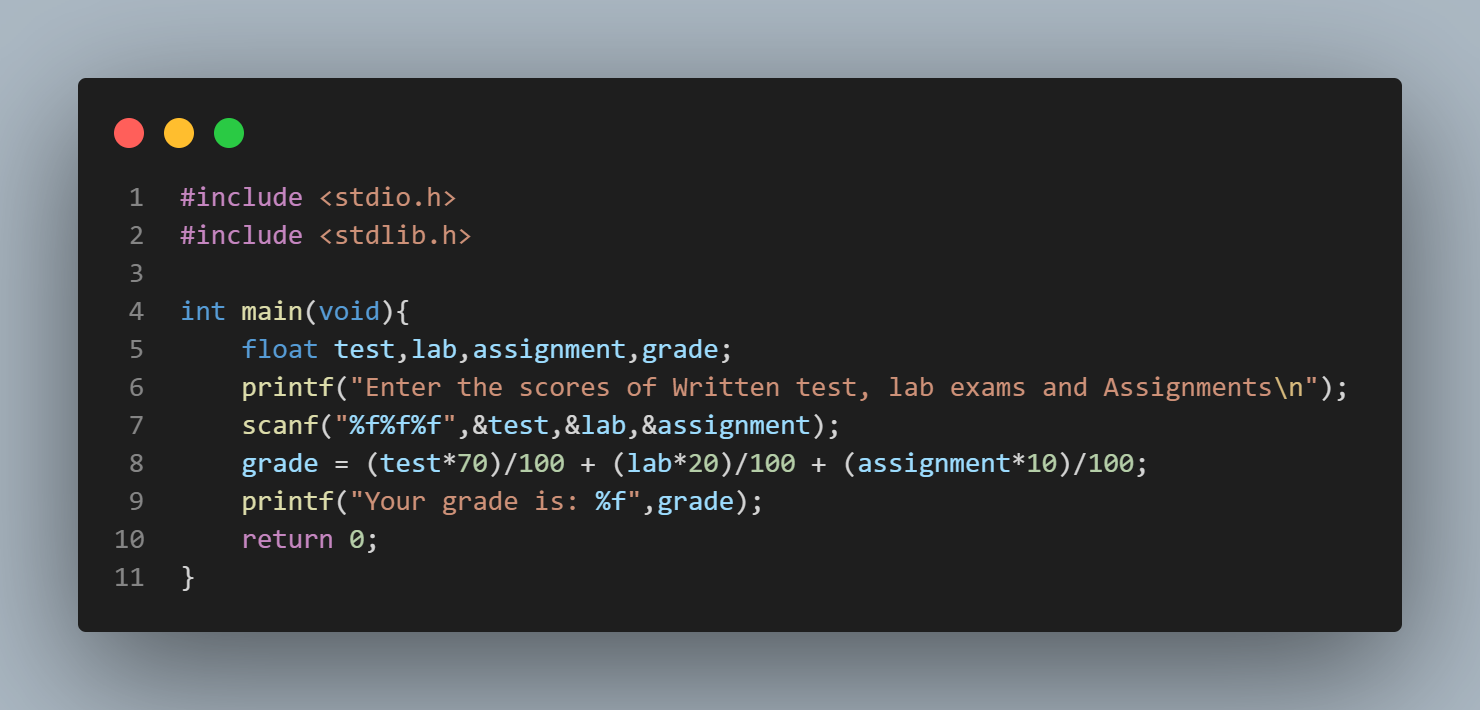 1 #include <stdio.h>
2 #include <stdlib.h>
3
4 int main(void){
5     float test,lab,assignment,grade;
6     printf("Enter the scores of Written test, lab exams and Assignments\n");
7     scanf("%f%f%f",&test,&lab,&assignment);
8     grade = (test*70)/100 + (lab*20)/100 + (assignment*10)/100;
9     printf("Your grade is: %f",grade);
10     return 0;
11 }